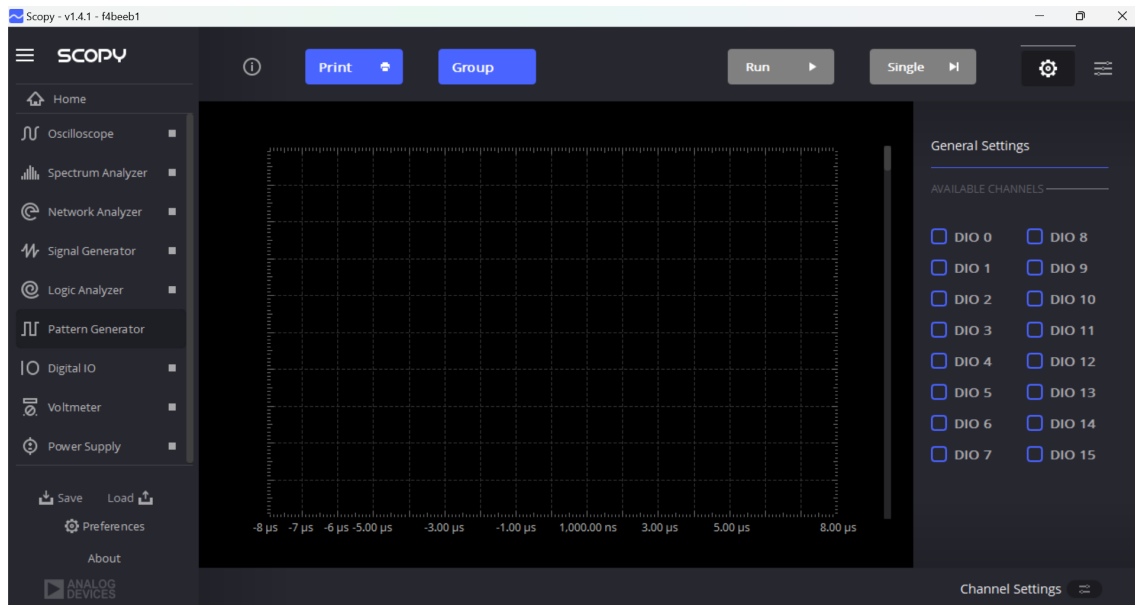 Scopy - v1.4.1 - f4beeb1
SCOPY
Print
Group
Run
Single
Home
Oscilloscope
Spectrum Analyzer
Network Analyzer
Signal Generator
Logic Analyzer
Pattern Generator
Digital IO
Voltmeter
Power Supply
Save Load
Preferences
About
ANALOG
DEVICES
-8 µs -7 µs -6 µs -5.00 µs -3.00 µs -1.00 µs 1,000.00 ns 3.00 µs 5.00 µs 8.00 µs
General Settings
AVAILABLE CHANNELS
DIO 0 DIO 8
DIO 1 DIO 9
DIO 2 DIO 10
DIO 3 DIO 11
DIO 4 DIO 12
DIO 5 DIO 13
DIO 6 DIO 14
DIO 7 DIO 15
Channel Settings